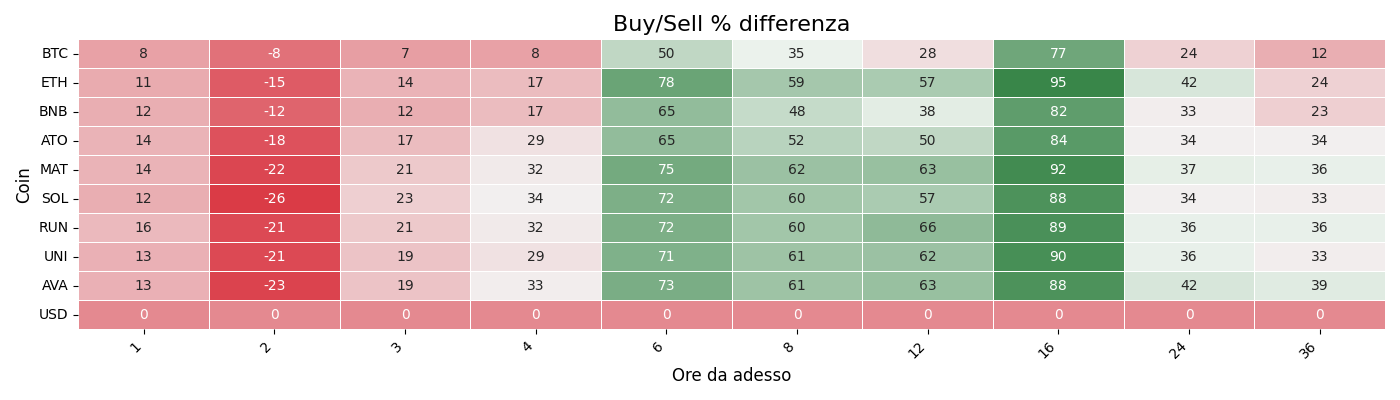 Buy/Sell % differenza
Coin
BTC 8 -8 7 8 50 35 28 77 24 12
ETH 11 -15 14 17 78 59 57 95 42 24
BNB 12 -12 12 17 65 48 38 82 33 23
ATO 14 -18 17 29 65 52 50 84 34 34
MAT 14 -22 21 32 75 62 63 92 37 36
SOL 12 -26 23 34 72 60 57 88 34 33
RUN 16 -21 21 32 72 60 66 89 36 36
UNI 13 -21 19 29 71 61 62 90 36 33
AVA 13 -23 19 33 73 61 63 88 42 39
USD 0 0 0 0 0 0 0 0 0 0
1 2 3 4 6 8 12 16 24 36
Ore da adesso